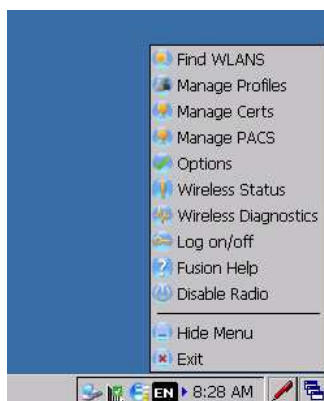 Find WLANS
Manage Profiles
Manage Certs
Manage PACS
Options
Wireless Status
Wireless Diagnostics
Log on/off
Fusion Help
Disable Radio
Hide Menu
Exit
EN 8:28 AM